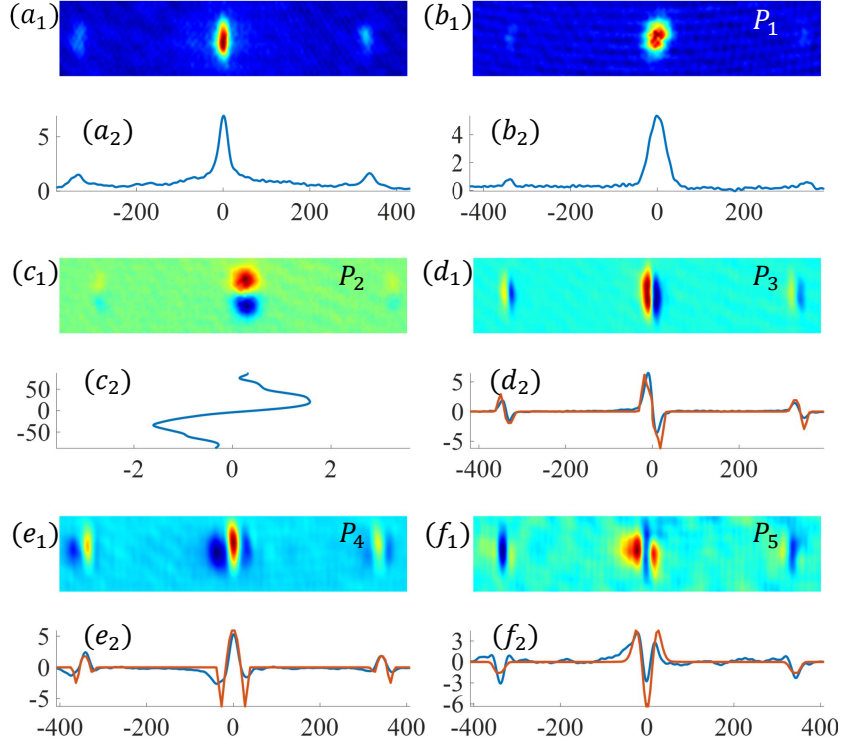 (a₁) (b₁) P₁
5 (a₂) 4 (b₂)
2
0 0
-200 0 200 400 -200 0 200
(c₁) P₂ (d₁) P₃
50 (c₂) 5 (d₂)
0 0
-50 -5
-2 0 2 -400 -200 0 200
(e₁) P₄ (f₁) P₅
5 (e₂) 3 (f₂)
0 0
-3
-5 -6
-400 -200 0 200 400 -400 -200 0 200 400